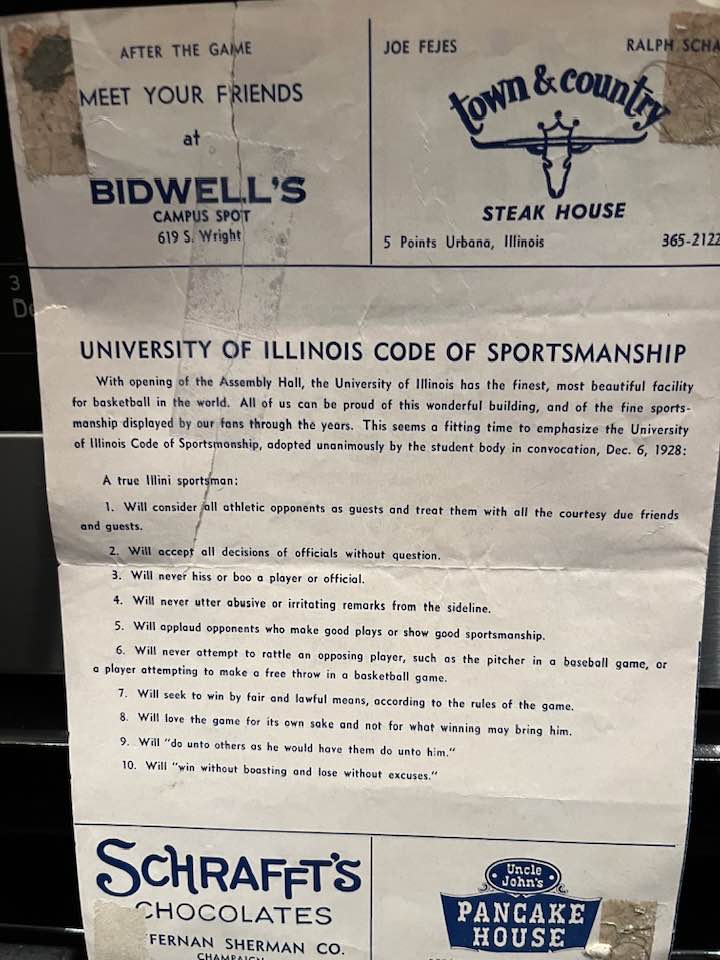 AFTER THE GAME
MEET YOUR FRIENDS
at
BIDWELL'S
CAMPUS SPOT
619 S. Wright
JOE FEJES RALPH SCHA
town & country
STEAK HOUSE
5 Points Urbana, Illinois 365-2122
3
De
UNIVERSITY OF ILLINOIS CODE OF SPORTSMANSHIP
With opening of the Assembly Hall, the University of Illinois has the finest, most beautiful facility
for basketball in the world. All of us can be proud of this wonderful building, and of the fine sports-
manship displayed by our fans through the years. This seems a fitting time to emphasize the University
of Illinois Code of Sportsmonship, adopted unanimously by the student body in convocation, Dec. 6, 1928:
A true Illini sportsman:
1. Will consider all athletic opponents as guests and treat them with all the courtesy due friends
and guests.
2. Will accept all decisions of officials without question.
3. Will never hiss or boo a player or official.
4. Will never utter abusive or irritating remarks from the sideline.
5. Will applaud opponents who make good plays or show good sportsmanship.
6. Will never attempt to rattle an opposing player, such as the pitcher in a baseball game, or
a player attempting to make a free throw in a basketball game.
7. Will seek to win by fair and lawful means, according to the rules of the game.
8. Will love the game for its own sake and not for what winning may bring him.
9. Will "do unto others as he would have them do unto him."
10. Will "win without boasting and lose without excuses."
SCHRAFFT'S
CHOCOLATES
FERNAN SHERMAN CO.
CHAMPAIGN
Uncle
John's
PANCAKE
HOUSE